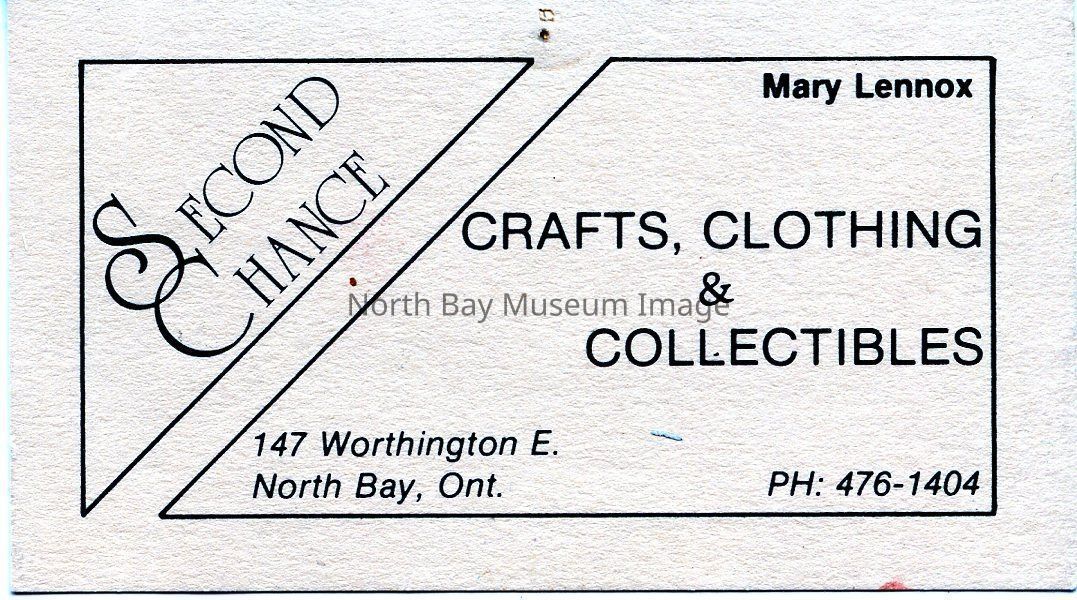 SECOND
CHANCE
Mary Lennox
CRAFTS, CLOTHING
&
North Bay Museum Image
COLLECTIBLES
147 Worthington E.
North Bay, Ont.
PH: 476-1404